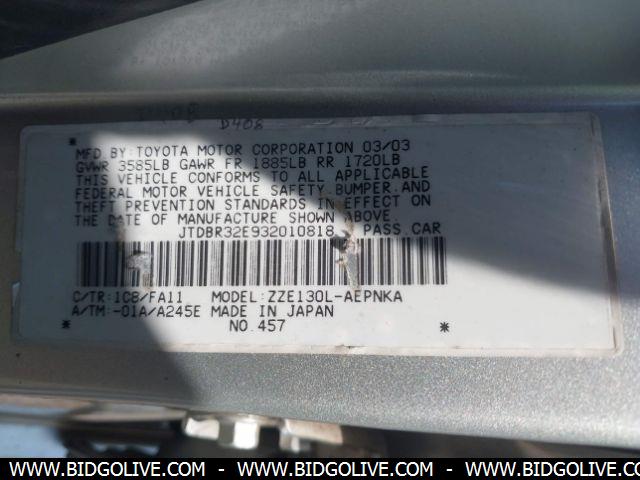 D408
MFD BY:TOYOTA MOTOR CORPORATION 03/03
GVWR 3585LB GAWR FR 1885LB RR 1720LB
THIS VEHICLE CONFORMS TO ALL APPLICABLE
FEDERAL MOTOR VEHICLE SAFETY,BUMPER,AND
THEFT PREVENTION STANDARDS IN EFFECT ON
THE DATE OF MANUFACTURE SHOWN ABOVE.
JTDBR32E932010818 PASS.CAR
C/TR:1C8/FA11 MODEL:ZZE130L-AEPNKA
A/TM:-01A/A245E MADE IN JAPAN
* NO.457 *
WWW.BIDGOLIVE.COM - WWW.BIDGOLIVE.COM - WWW.BIDGOLIVE.COM